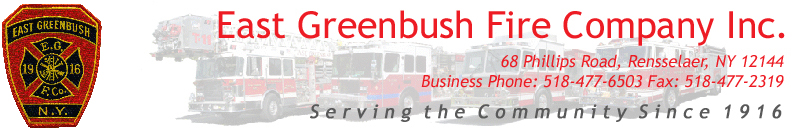 EAST GREENBUSH
E.G.
19 16
F.Co.
N.Y.
East Greenbush Fire Company Inc.
68 Phillips Road, Rensselaer, NY 12144
Business Phone: 518-477-6503 Fax: 518-477-2319
Serving the Community Since 1916